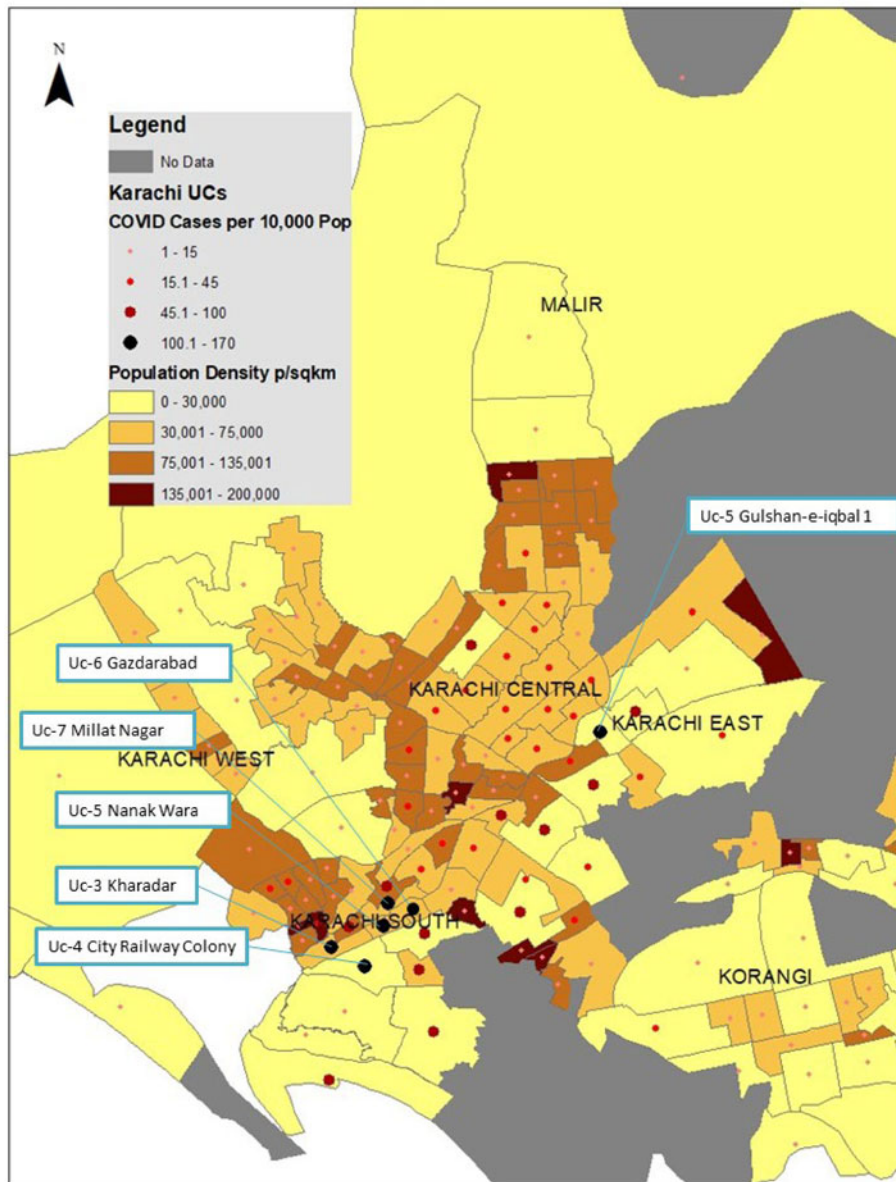 N
Legend
No Data
Karachi UCs
COVID Cases per 10,000 Pop
1 - 15
15.1 - 45
45.1 - 100
100.1 - 170
Population Density p/sqkm
0 - 30,000
30,001 - 75,000
75,001 - 135,001
135,001 - 200,000
MALIR
Uc-5 Gulshan-e-iqbal 1
Uc-6 Gazdarabad
KARACHI CENTRAL
Uc-7 Millat Nagar
KARACHI EAST
KARACHI WEST
Uc-5 Nanak Wara
Uc-3 Kharadar
KARACHI SOUTH
Uc-4 City Railway Colony
KORANGI